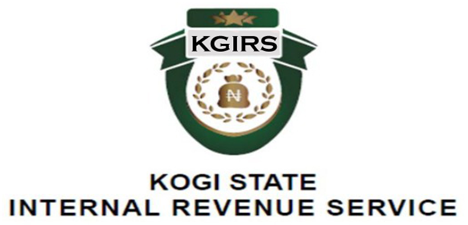 KGIRS
₦
KOGI STATE
INTERNAL REVENUE SERVICE